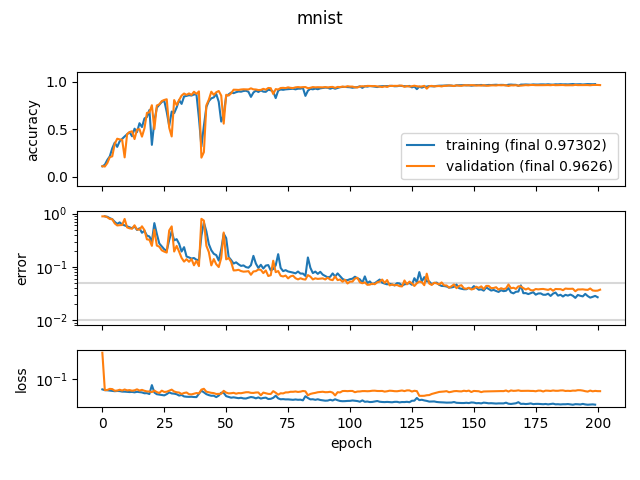 mnist
accuracy
1.0
0.5
0.0
training (final 0.97302)
validation (final 0.9626)
error
10⁰
10⁻¹
10⁻²
loss
10⁻¹
0 25 50 75 100 125 150 175 200
epoch